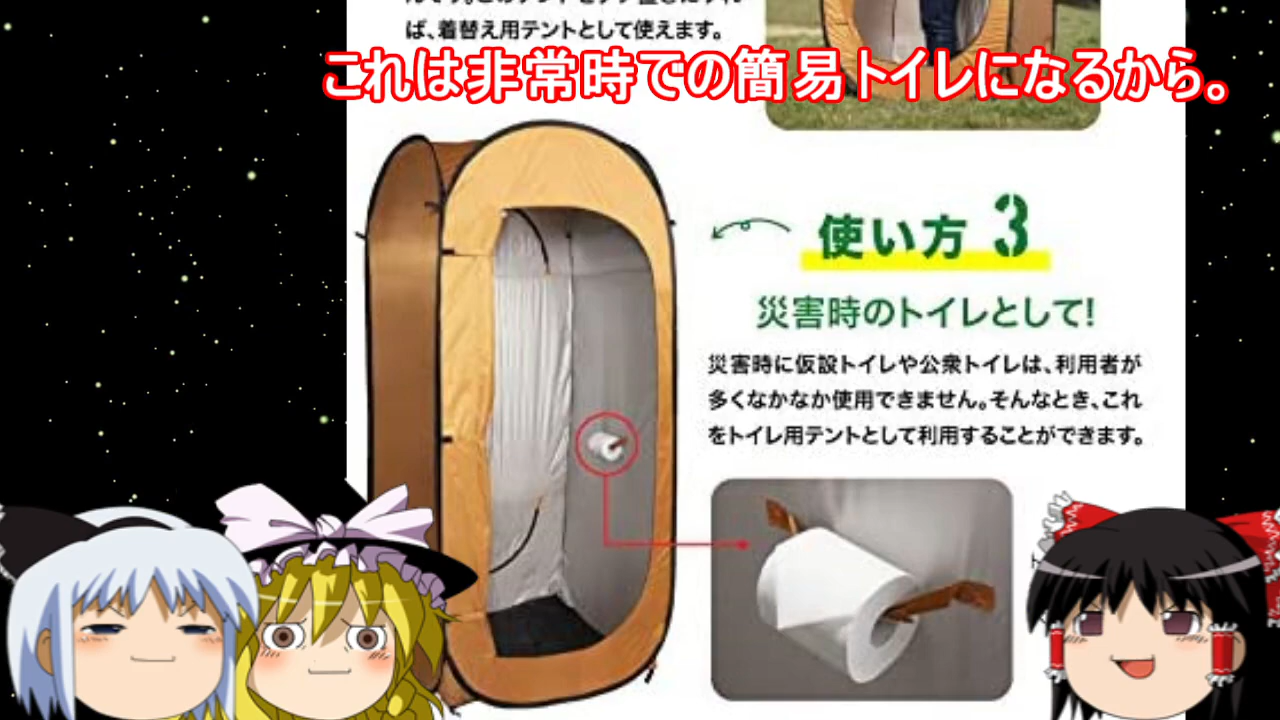 ば、着替え用テントとして使えます。
これは非常時での簡易トイレになるから。
使い方 3
災害時のトイレとして!
災害時に仮設トイレや公衆トイレは、利用者が
多くなかなか使用できません。そんなとき、これ
をトイレ用テントとして利用することができます。